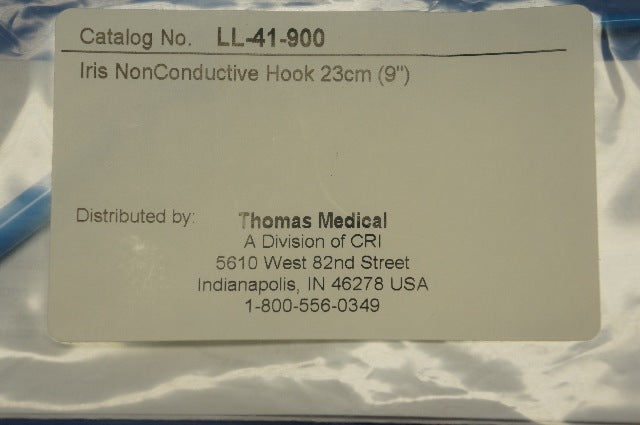 Catalog No. LL-41-900
Iris NonConductive Hook 23cm (9")
Distributed by: Thomas Medical
A Division of CRI
5610 West 82nd Street
Indianapolis, IN 46278 USA
1-800-556-0349